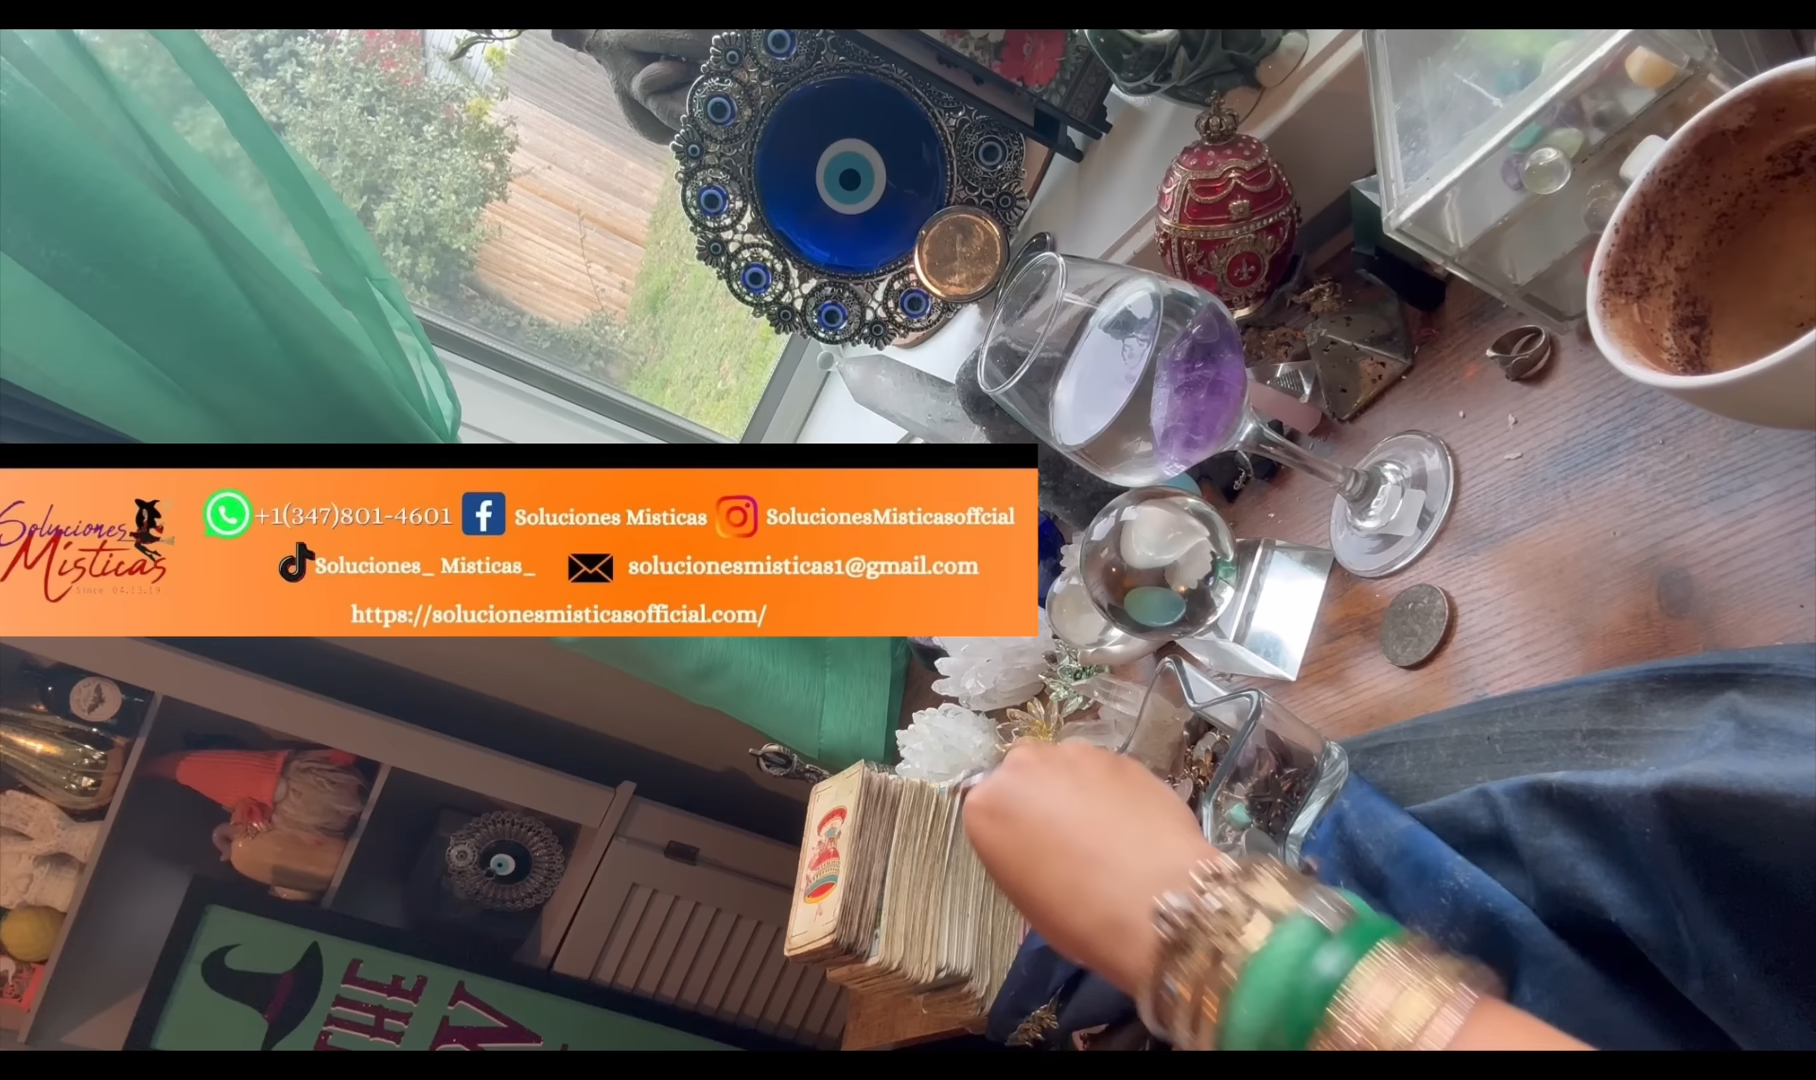 Soluciones
Misticas
Since 04.13.19
+1(347)801-4601 Soluciones Misticas SolucionesMisticasoffcial
Soluciones_ Misticas_ solucionesmisticas1@gmail.com
https://solucionesmisticasofficial.com/
THE